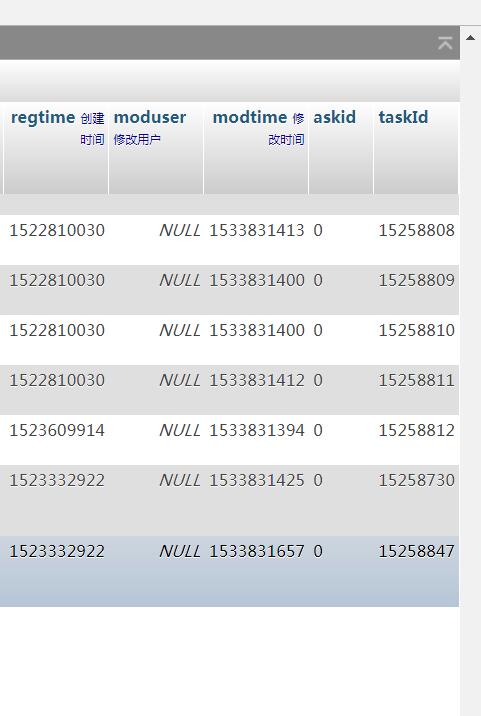 regtime 创建时间 moduser 修改用户 modtime 修改时间 askid taskId
1522810030 NULL 1533831413 0 15258808
1522810030 NULL 1533831400 0 15258809
1522810030 NULL 1533831400 0 15258810
1522810030 NULL 1533831412 0 15258811
1523609914 NULL 1533831394 0 15258812
1523332922 NULL 1533831425 0 15258730
1523332922 NULL 1533831657 0 15258847